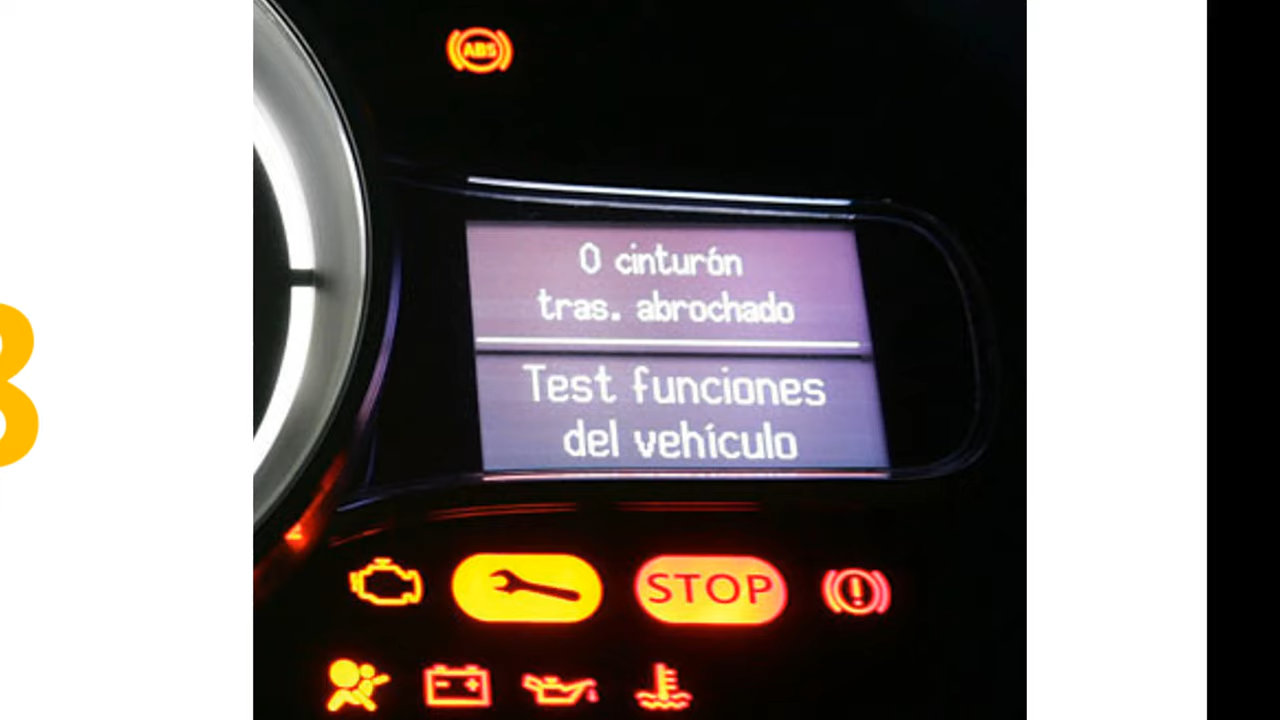 ABS
0 cinturón
tras. abrochado
Test funciones
del vehículo
STOP